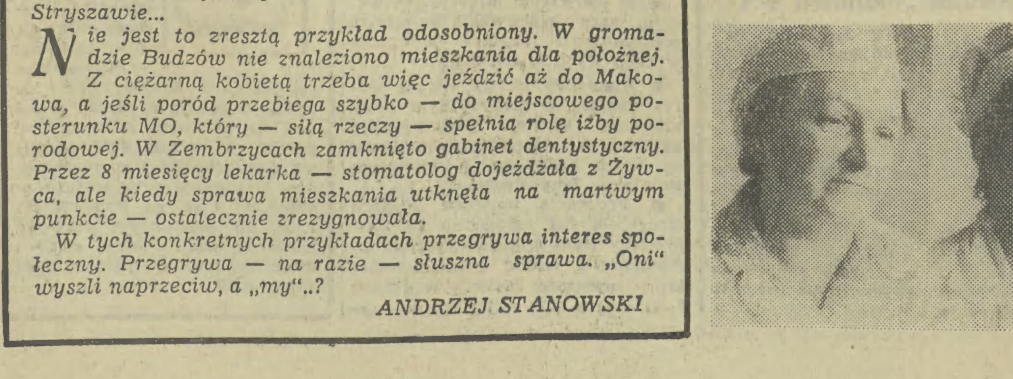 Stryszawie...
Nie jest to zresztą przykład odosobniony. W groma-
dzie Budzów nie znaleziono mieszkania dla położnej.
Z ciężarną kobietą trzeba więc jeździć aż do Mako-
wa, a jeśli poród przebiega szybko — do miejscowego po-
sterunku MO, który — siłą rzeczy — spełnia rolę izby po-
rodowej. W Zembrzycach zamknięto gabinet dentystyczny.
Przez 8 miesięcy lekarka — stomatolog dojeżdżała z Żyw-
ca, ale kiedy sprawa mieszkania utknęła na martwym
punkcie — ostatecznie zrezygnowała.
W tych konkretnych przykładach przegrywa interes spo-
łeczny. Przegrywa — na razie — słuszna sprawa. „Oni“
wyszli naprzeciw, a „my“..?
ANDRZEJ STANOWSKI